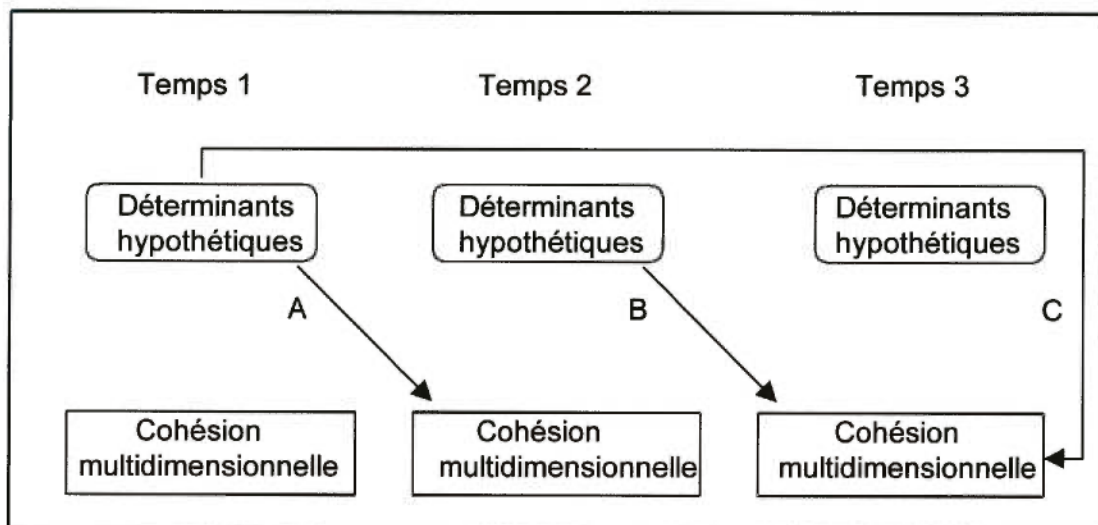 Temps 1 Temps 2 Temps 3
Déterminants hypothétiques
Déterminants hypothétiques
Déterminants hypothétiques
A B C
Cohésion multidimensionnelle
Cohésion multidimensionnelle
Cohésion multidimensionnelle